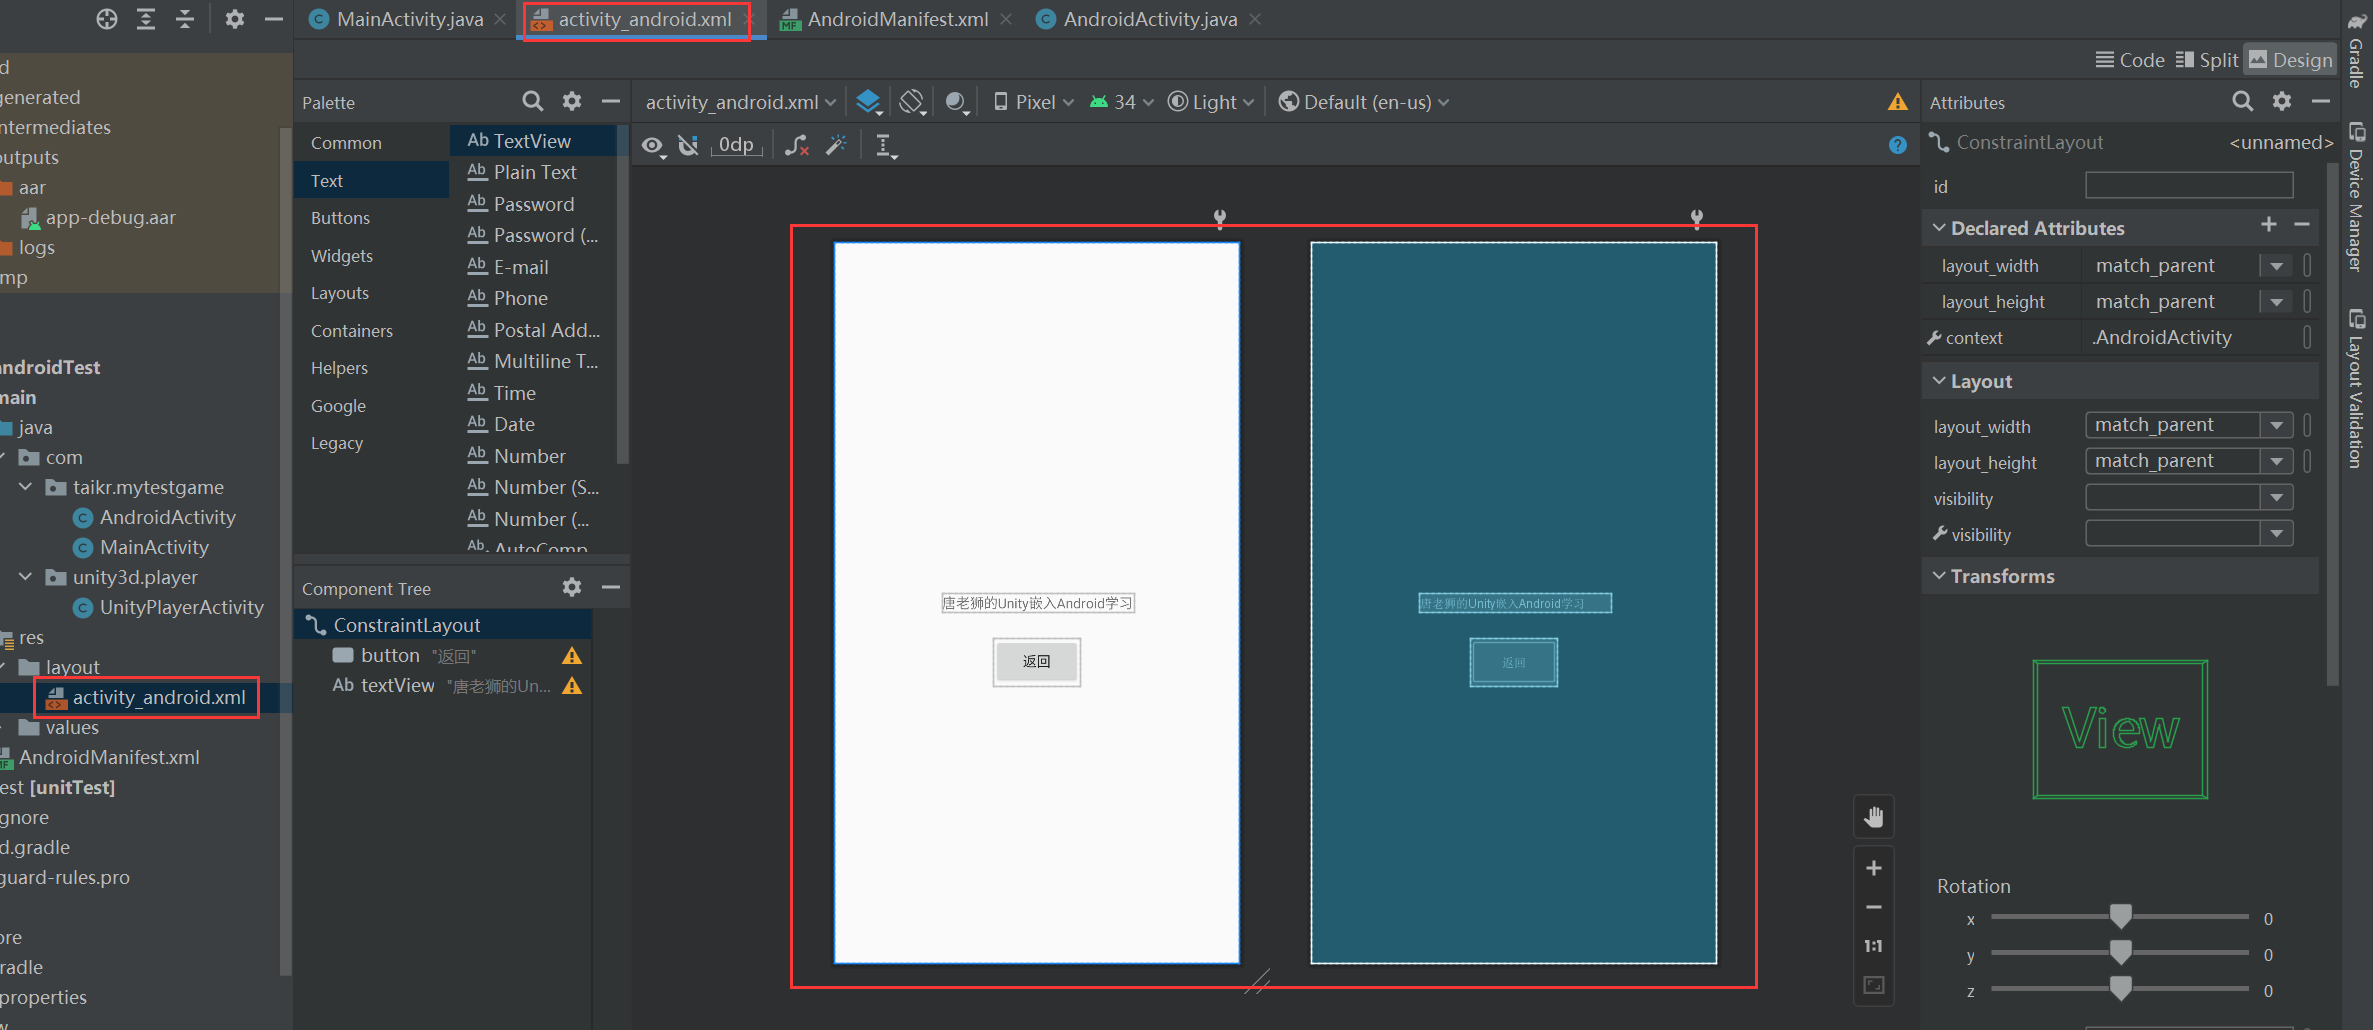 MainActivity.java
activity_android.xml
AndroidManifest.xml
AndroidActivity.java
Code
Split
Design
d
generated
ntermediates
outputs
aar
app-debug.aar
logs
mp
androidTest
main
java
com
taikr.mytestgame
AndroidActivity
MainActivity
unity3d.player
UnityPlayerActivity
res
layout
activity_android.xml
values
AndroidManifest.xml
est [unitTest]
gnore
d.gradle
guard-rules.pro
ore
radle
properties
Palette
Common
Text
Buttons
Widgets
Layouts
Containers
Helpers
Google
Legacy
Ab TextView
Ab Plain Text
Ab Password
Ab Password (...
Ab E-mail
Ab Phone
Ab Postal Add...
Ab Multiline T...
Ab Time
Ab Date
Ab Number
Ab Number (S...
Ab Number (...
Ab AutoComp
Component Tree
ConstraintLayout
button "返回"
Ab textView "唐老狮的Un...
activity_android.xml
Pixel
34
Light
Default (en-us)
0dp
?
唐老狮的Unity嵌入Android学习
返回
唐老狮的Unity嵌入Android学习
返回
1:1
Attributes
ConstraintLayout
<unnamed>
id
Declared Attributes
layout_width match_parent
layout_height match_parent
context .AndroidActivity
Layout
layout_width match_parent
layout_height match_parent
visibility
visibility
Transforms
View
Rotation
x 0
y 0
z 0
Gradle
Device Manager
Layout Validation